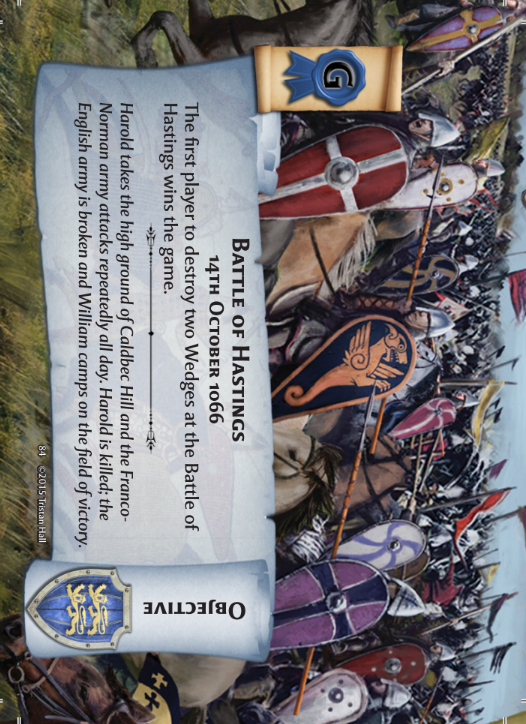 G
BATTLE OF HASTINGS
14TH OCTOBER 1066
The first player to destroy two Wedges at the Battle of
Hastings wins the game.
Harold takes the high ground of Caldbec Hill and the Franco-
Norman army attacks repeatedly all day. Harold is killed; the
English army is broken and William camps on the field of victory.
84 ©2015 Tristan Hall
OBJECTIVE